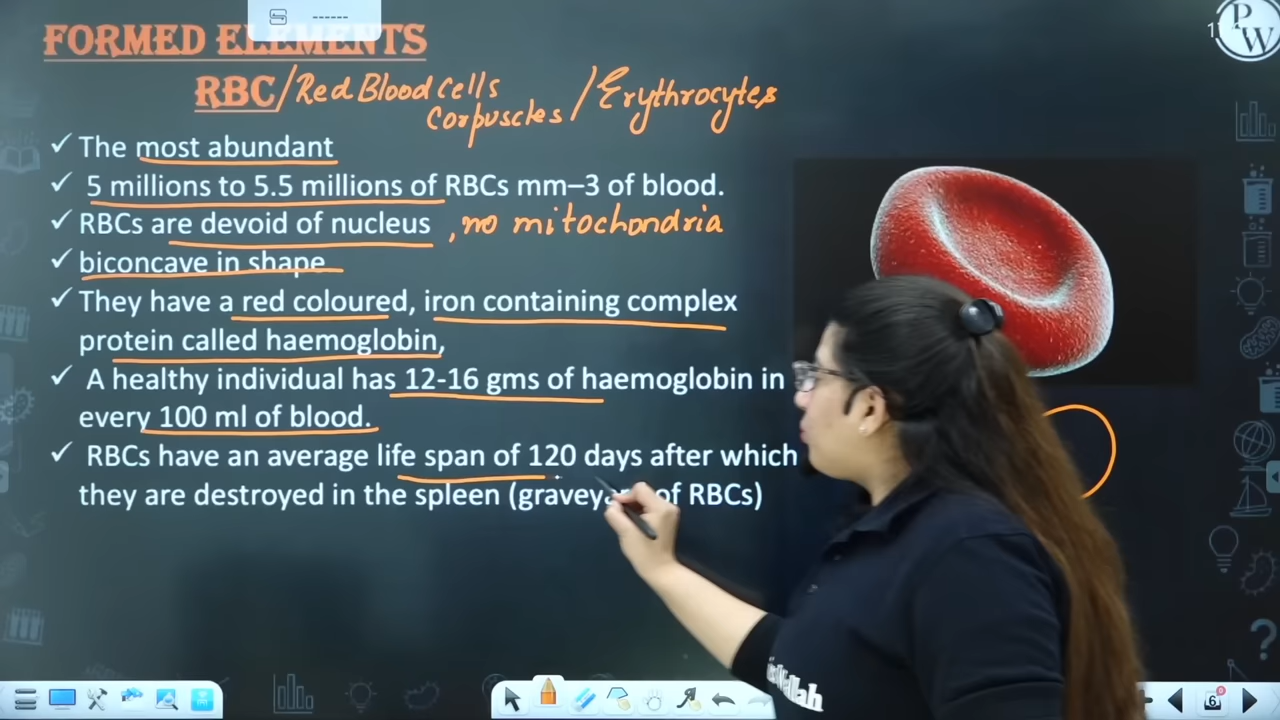 FORMED ELEMENTS
RBC/Red Blood cells
corpuscles /Erythrocytes
✓ The most abundant
✓ 5 millions to 5.5 millions of RBCs mm–3 of blood.
✓ RBCs are devoid of nucleus , no mitochondria
✓ biconcave in shape
✓ They have a red coloured, iron containing complex
protein called haemoglobin,
✓ A healthy individual has 12-16 gms of haemoglobin in
every 100 ml of blood.
✓ RBCs have an average life span of 120 days after which
they are destroyed in the spleen (graveyard of RBCs)
PW
6